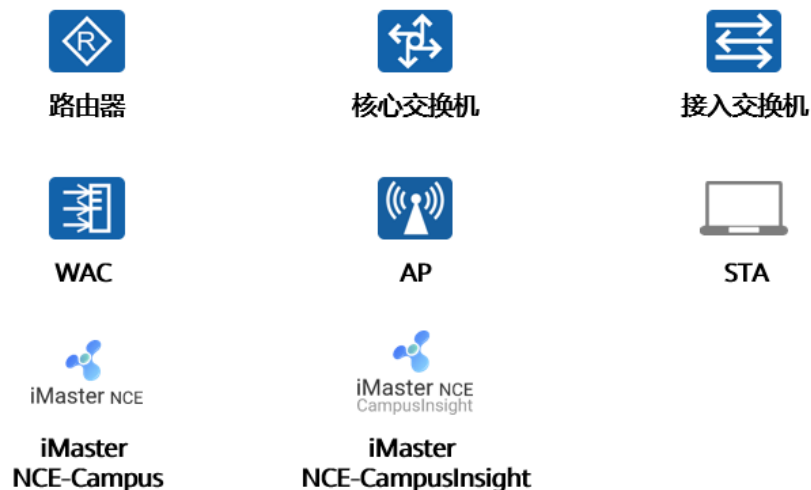 R
路由器
核心交换机
接入交换机
WAC
AP
STA
iMaster NCE
iMaster
NCE-Campus
iMaster NCE
CampusInsight
iMaster
NCE-CampusInsight